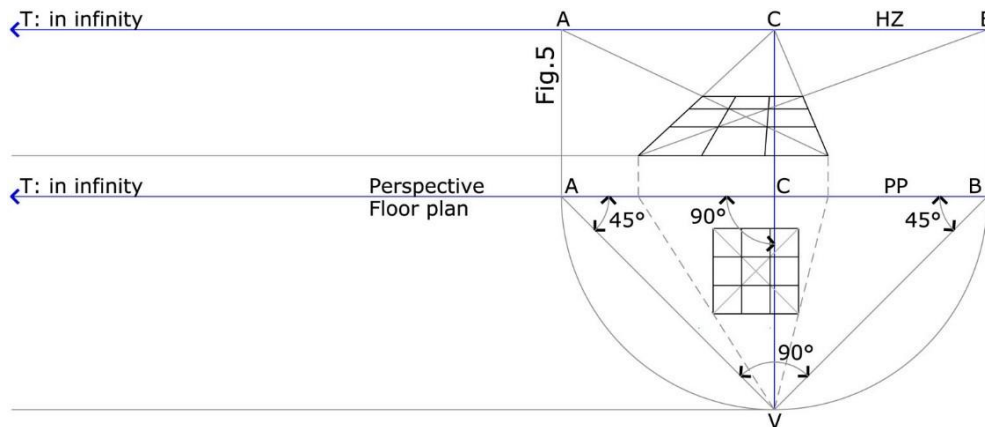 T: in infinity A C HZ B
Fig.5
T: in infinity Perspective A C PP B
Floor plan
45° 90° 45°
90°
V